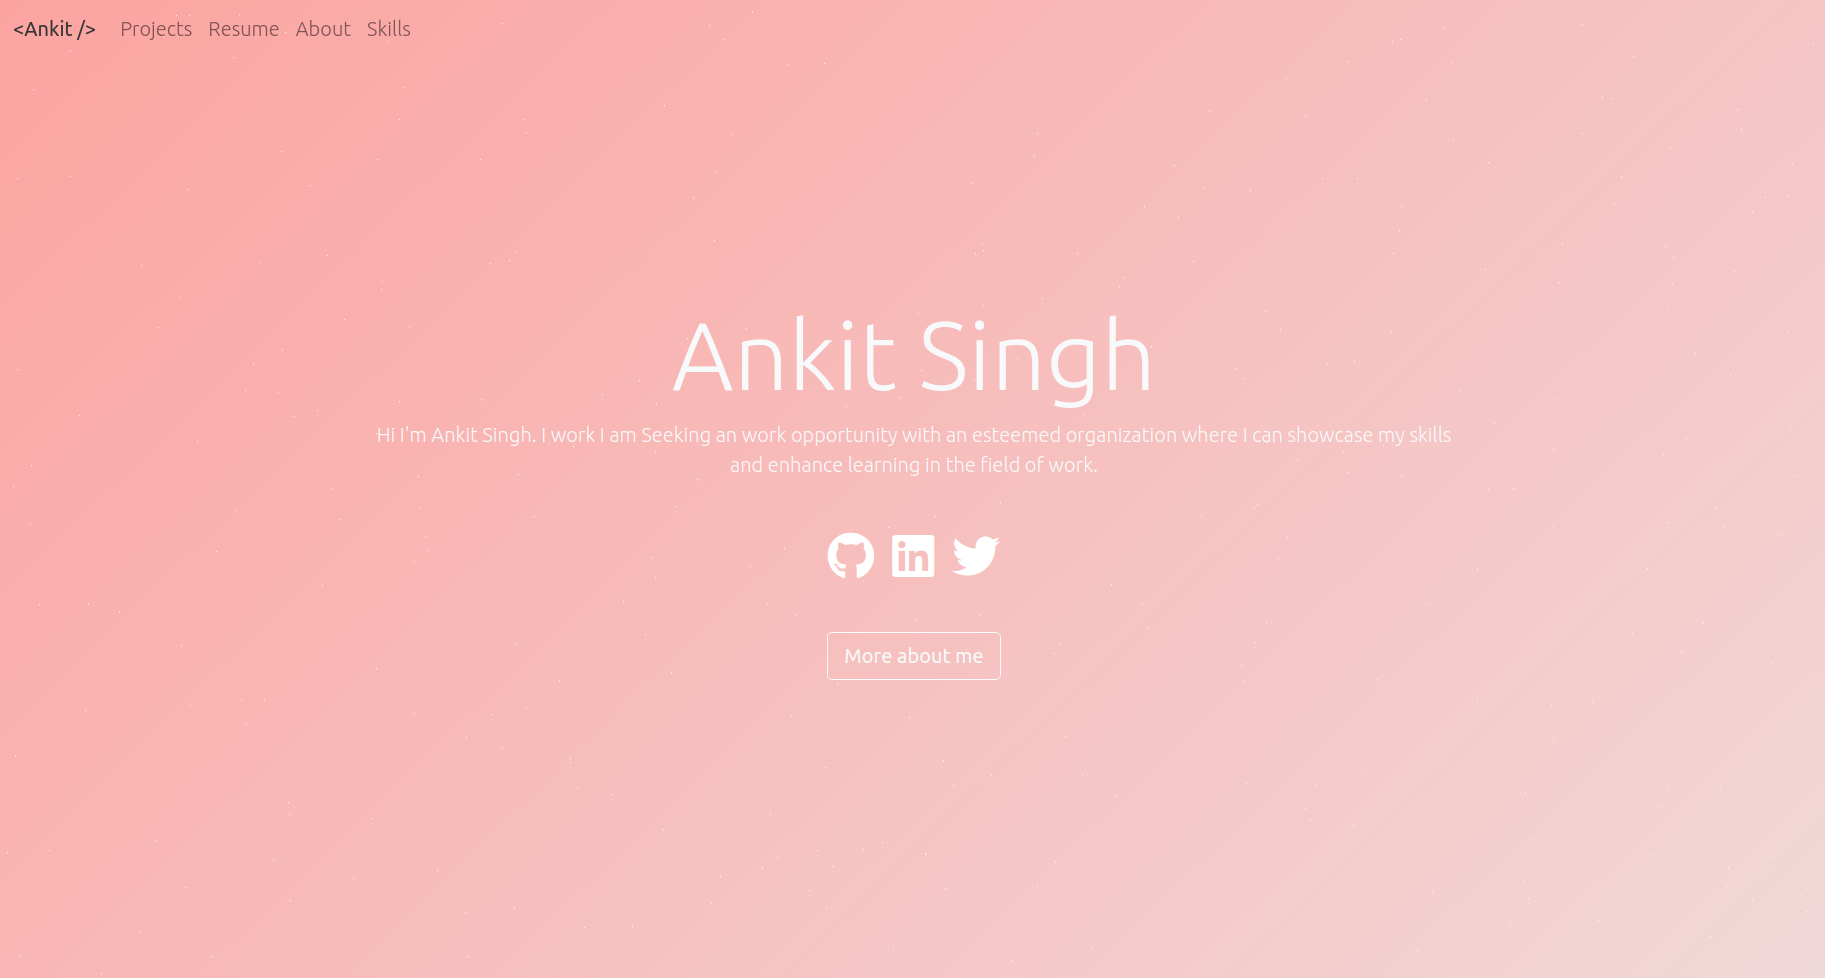 <Ankit /> Projects Resume About Skills
Ankit Singh
Hi I'm Ankit Singh. I work I am Seeking an work opportunity with an esteemed organization where I can showcase my skills
and enhance learning in the field of work.
in
More about me